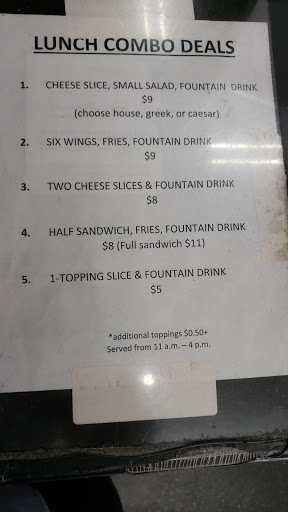 LUNCH COMBO DEALS
1. CHEESE SLICE, SMALL SALAD, FOUNTAIN DRINK
$9
(choose house, greek, or caesar)
2. SIX WINGS, FRIES, FOUNTAIN DRINK
$9
3. TWO CHEESE SLICES & FOUNTAIN DRINK
$8
4. HALF SANDWICH, FRIES, FOUNTAIN DRINK
$8 (Full sandwich $11)
5. 1-TOPPING SLICE & FOUNTAIN DRINK
$5
*additional toppings $0.50+
Served from 11 a.m. – 4 p.m.